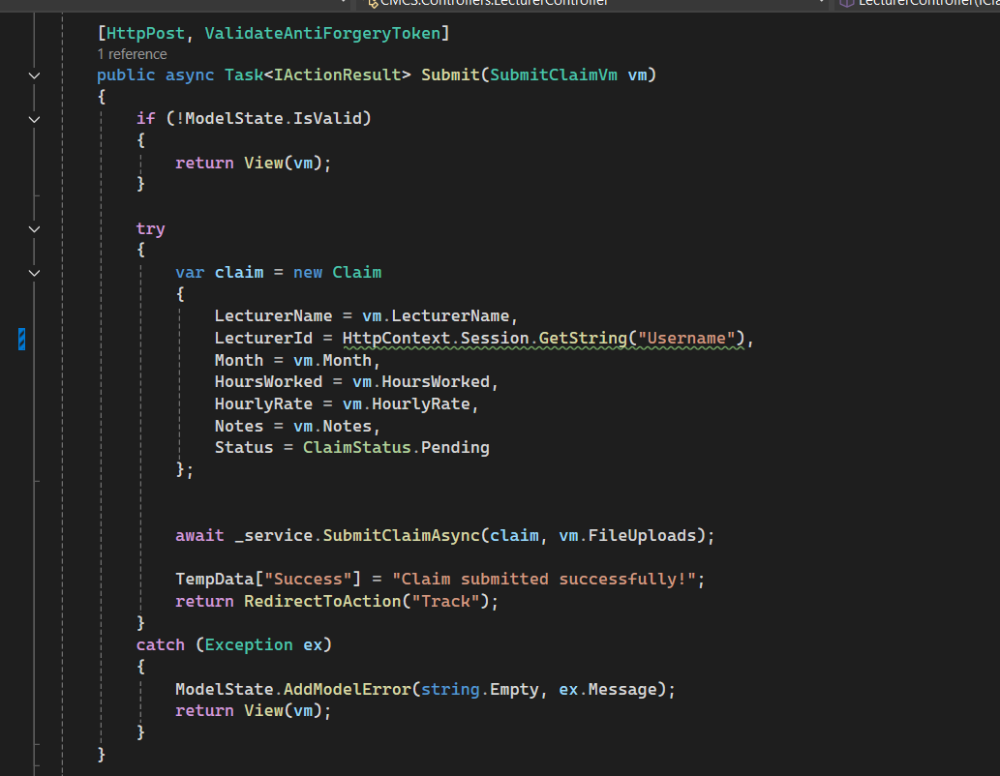 CMCS.Controllers.LecturerController
[HttpPost, ValidateAntiForgeryToken]
1 reference
public async Task<IActionResult> Submit(SubmitClaimVm vm)
{
if (!ModelState.IsValid)
{
return View(vm);
}
try
{
var claim = new Claim
{
LecturerName = vm.LecturerName,
LecturerId = HttpContext.Session.GetString("Username"),
Month = vm.Month,
HoursWorked = vm.HoursWorked,
HourlyRate = vm.HourlyRate,
Notes = vm.Notes,
Status = ClaimStatus.Pending
};
await _service.SubmitClaimAsync(claim, vm.FileUploads);
TempData["Success"] = "Claim submitted successfully!";
return RedirectToAction("Track");
}
catch (Exception ex)
{
ModelState.AddModelError(string.Empty, ex.Message);
return View(vm);
}
}